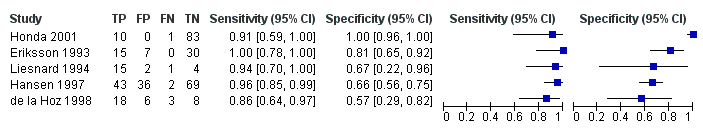 Study TP FP FN TN Sensitivity (95% CI) Specificity (95% CI) Sensitivity (95% CI) Specificity (95% CI)
Honda 2001 10 0 1 83 0.91 [0.59, 1.00] 1.00 [0.96, 1.00]
Eriksson 1993 15 7 0 30 1.00 [0.78, 1.00] 0.81 [0.65, 0.92]
Liesnard 1994 15 2 1 4 0.94 [0.70, 1.00] 0.67 [0.22, 0.96]
Hansen 1997 43 36 2 69 0.96 [0.85, 0.99] 0.66 [0.56, 0.75]
de la Hoz 1998 18 6 3 8 0.86 [0.64, 0.97] 0.57 [0.29, 0.82]
0 0.2 0.4 0.6 0.8 1 0 0.2 0.4 0.6 0.8 1